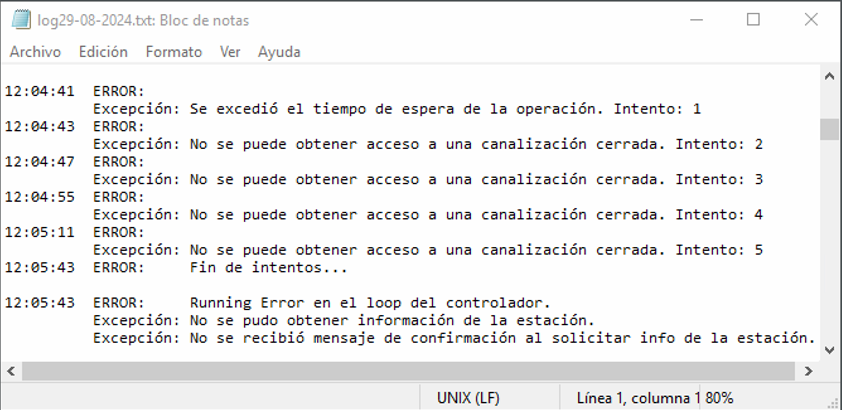 log29-08-2024.txt: Bloc de notas
Archivo Edición Formato Ver Ayuda
12:04:41 ERROR:
Excepción: Se excedió el tiempo de espera de la operación. Intento: 1
12:04:43 ERROR:
Excepción: No se puede obtener acceso a una canalización cerrada. Intento: 2
12:04:47 ERROR:
Excepción: No se puede obtener acceso a una canalización cerrada. Intento: 3
12:04:55 ERROR:
Excepción: No se puede obtener acceso a una canalización cerrada. Intento: 4
12:05:11 ERROR:
Excepción: No se puede obtener acceso a una canalización cerrada. Intento: 5
12:05:43 ERROR: Fin de intentos...
12:05:43 ERROR: Running Error en el loop del controlador.
Excepción: No se pudo obtener información de la estación.
Excepción: No se recibió mensaje de confirmación al solicitar info de la estación.
UNIX (LF) Línea 1, columna 1 80%